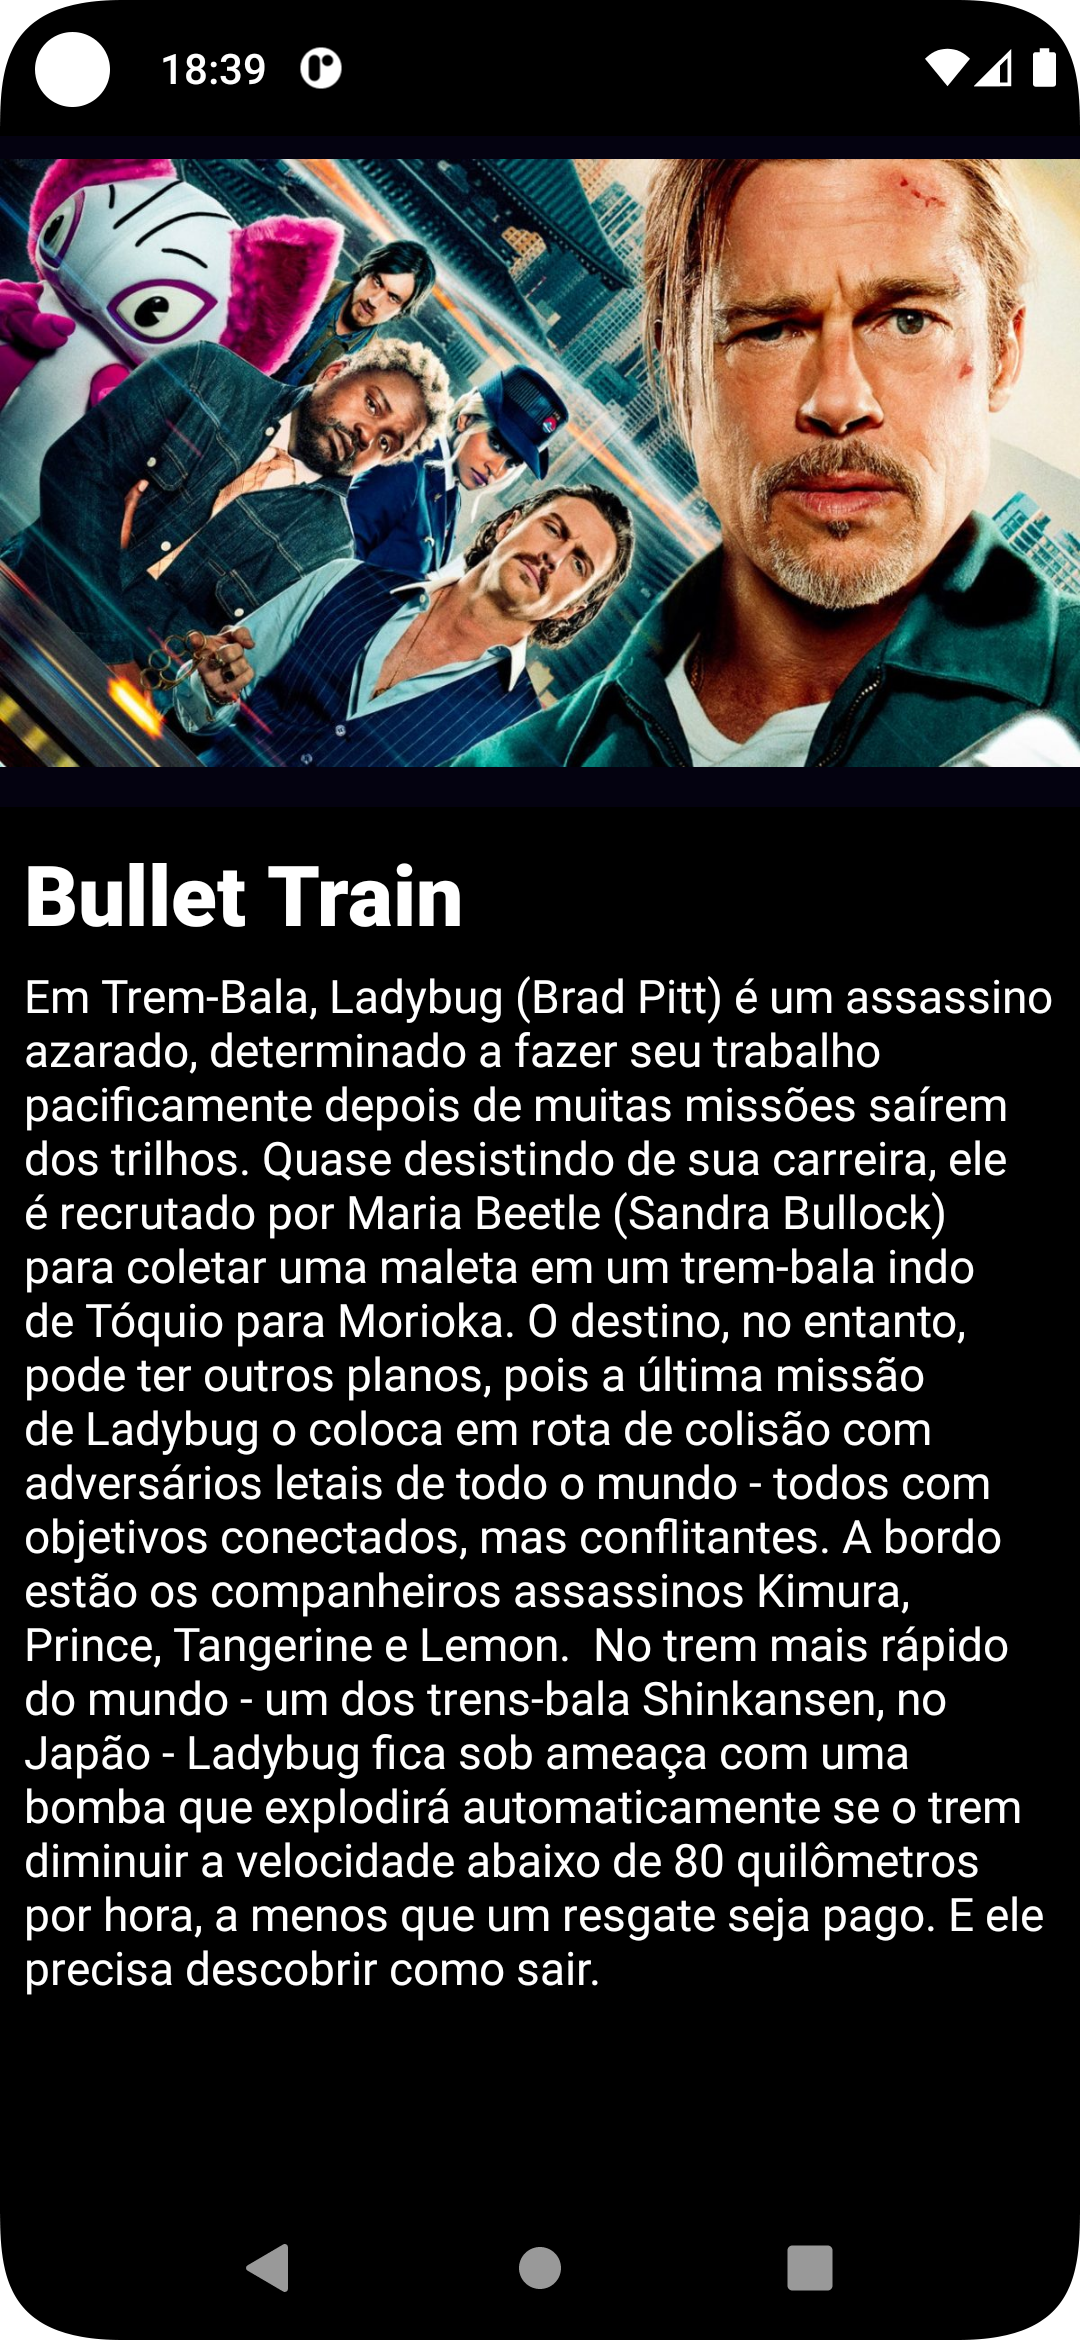 18:39
Bullet Train
Em Trem-Bala, Ladybug (Brad Pitt) é um assassino
azarado, determinado a fazer seu trabalho
pacificamente depois de muitas missões saírem
dos trilhos. Quase desistindo de sua carreira, ele
é recrutado por Maria Beetle (Sandra Bullock)
para coletar uma maleta em um trem-bala indo
de Tóquio para Morioka. O destino, no entanto,
pode ter outros planos, pois a última missão
de Ladybug o coloca em rota de colisão com
adversários letais de todo o mundo - todos com
objetivos conectados, mas conflitantes. A bordo
estão os companheiros assassinos Kimura,
Prince, Tangerine e Lemon.  No trem mais rápido
do mundo - um dos trens-bala Shinkansen, no
Japão - Ladybug fica sob ameaça com uma
bomba que explodirá automaticamente se o trem
diminuir a velocidade abaixo de 80 quilômetros
por hora, a menos que um resgate seja pago. E ele
precisa descobrir como sair.